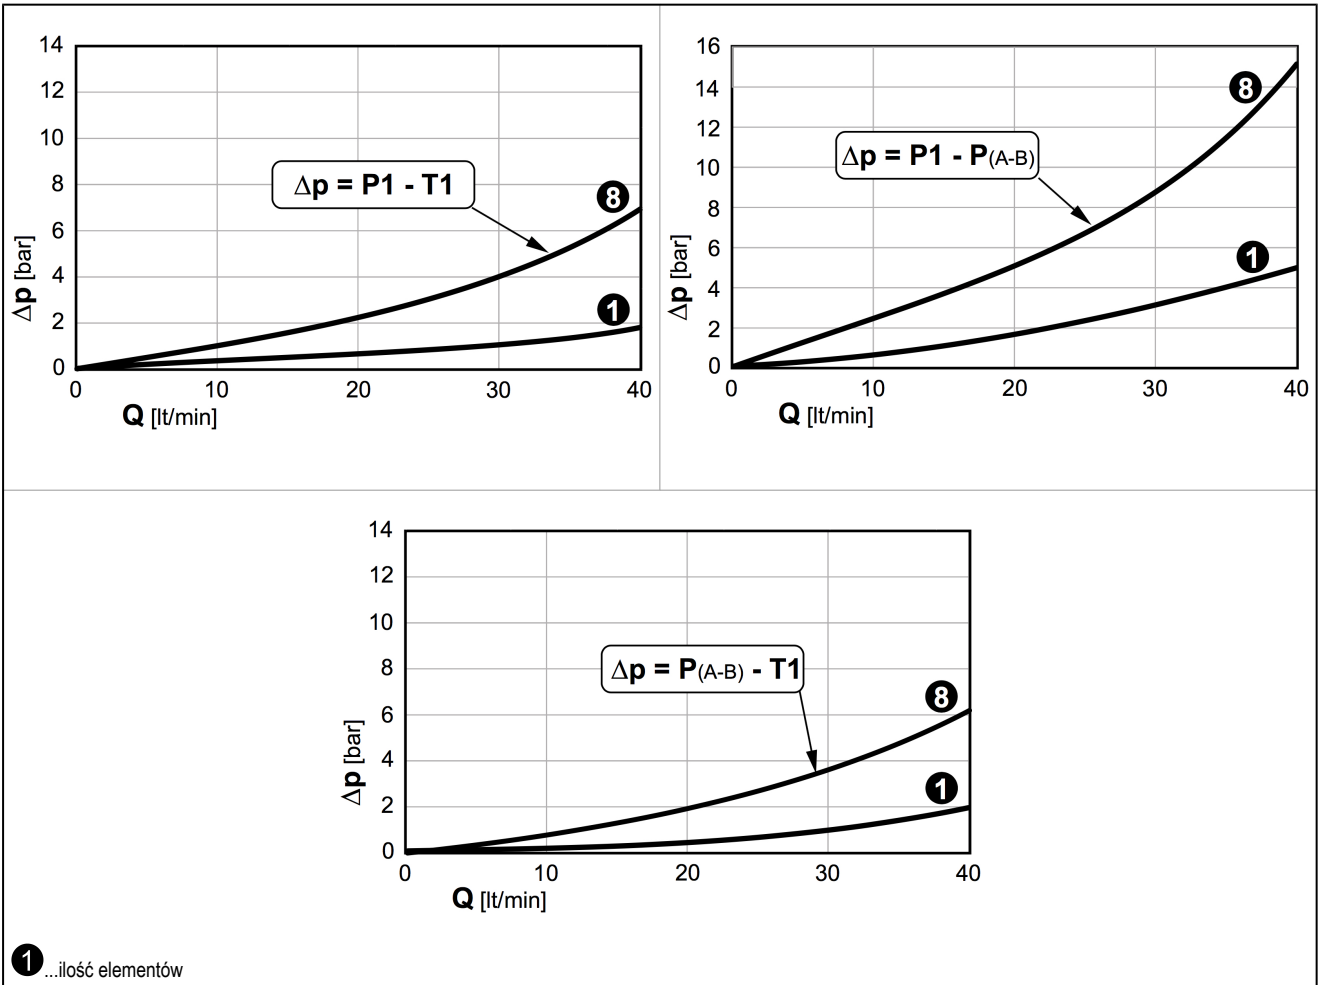 14
12
10
8
6
4
2
0
Δp [bar]
Δp = P1 - T1
8
1
0 10 20 30 40
Q [lt/min]
16
14
12
10
8
6
4
2
0
Δp [bar]
Δp = P1 - P(A-B)
8
1
0 10 20 30 40
Q [lt/min]
14
12
10
8
6
4
2
0
Δp [bar]
Δp = P(A-B) - T1
8
1
0 10 20 30 40
Q [lt/min]
1 ...ilość elementów